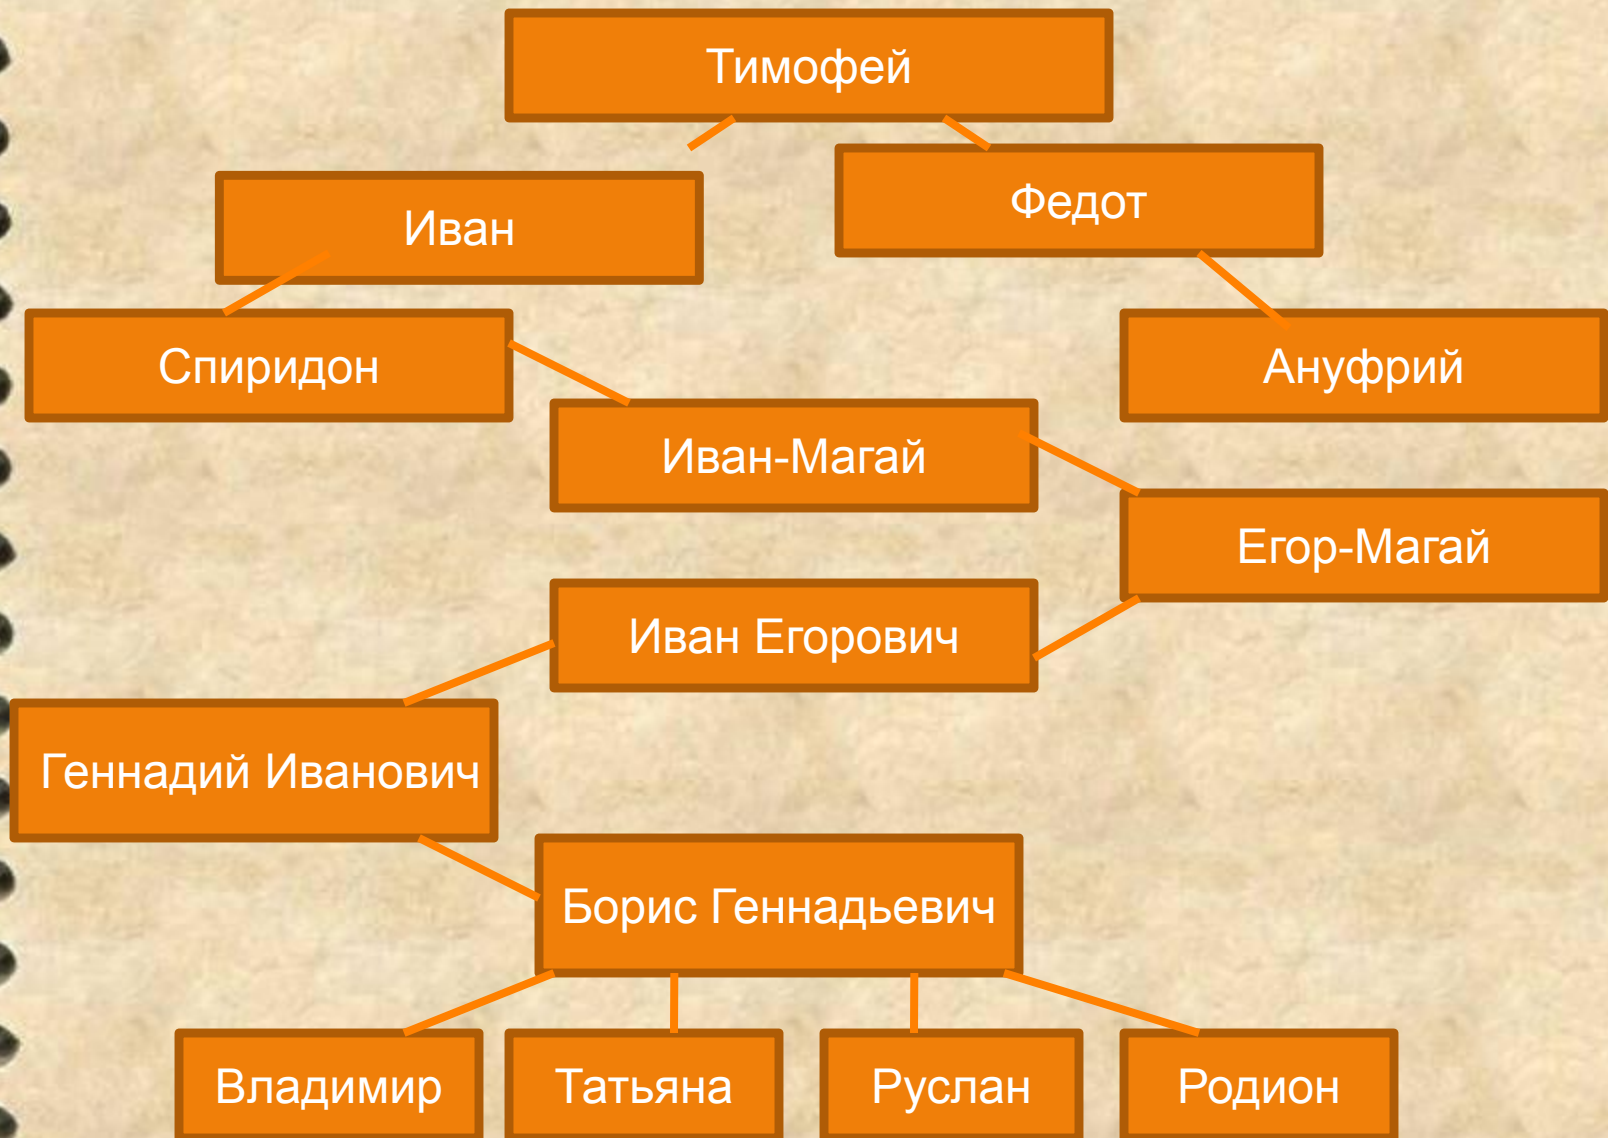 Тимофей
Иван
Федот
Спиридон
Ануфрий
Иван-Магай
Егор-Магай
Иван Егорович
Геннадий Иванович
Борис Геннадьевич
Владимир
Татьяна
Руслан
Родион